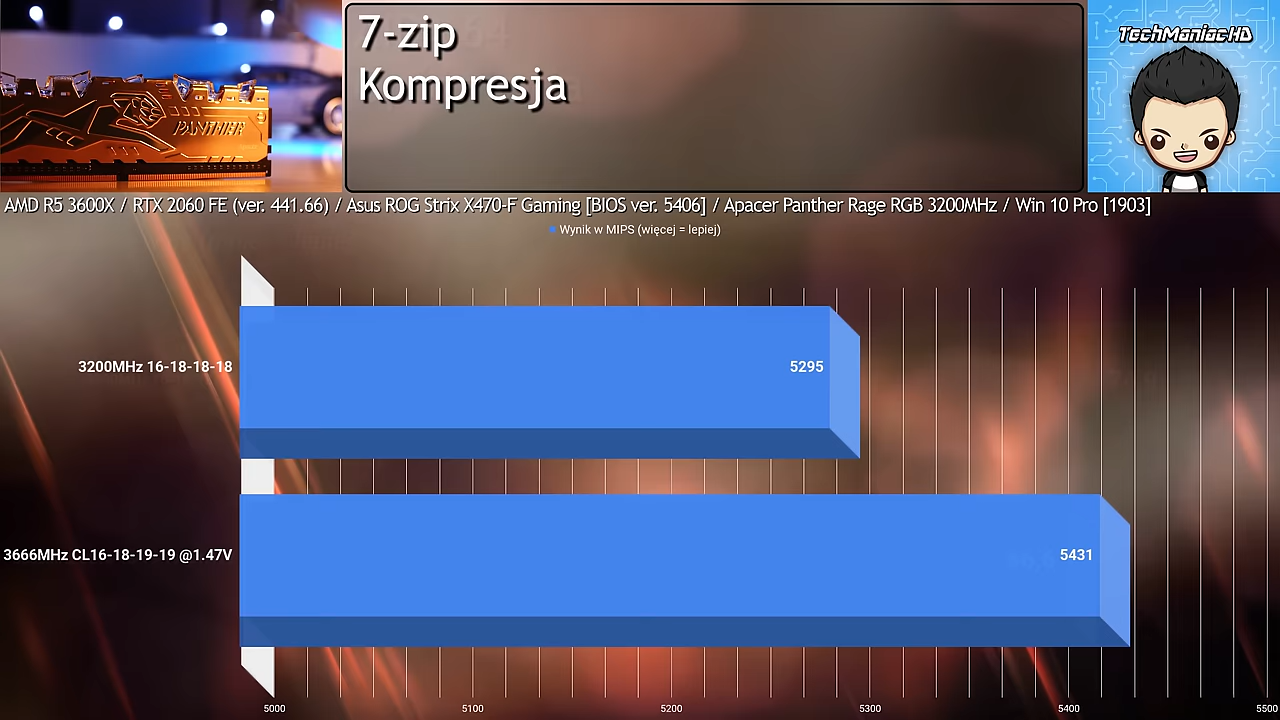 7-zip
Kompresja
TechManiacHD
PANTHER
AMD R5 3600X / RTX 2060 FE (ver. 441.66) / Asus ROG Strix X470-F Gaming [BIOS ver. 5406] / Apacer Panther Rage RGB 3200MHz / Win 10 Pro [1903]
Wynik w MIPS (więcej = lepiej)
3200MHz 16-18-18-18
5295
3666MHz CL16-18-19-19 @1.47V
5431
5000 5100 5200 5300 5400 5500